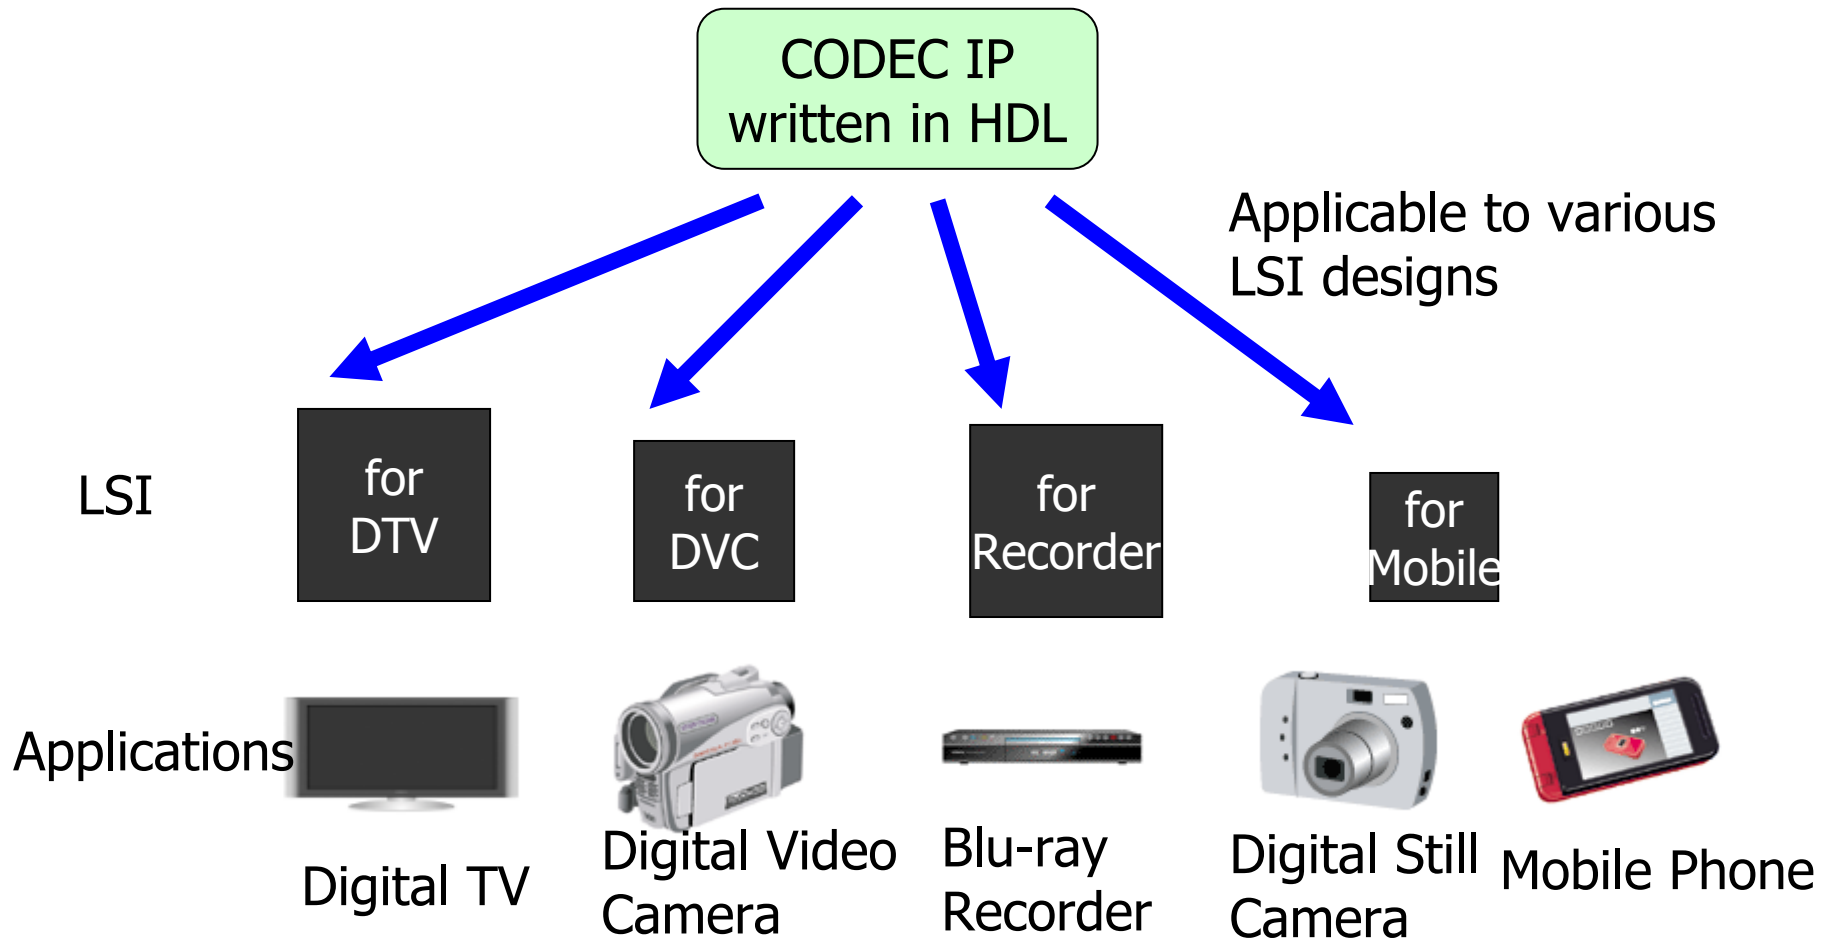 CODEC IP
written in HDL
Applicable to various
LSI designs
LSI
for
DTV
for
DVC
for
Recorder
for
Mobile
Applications
Digital TV
Digital Video
Camera
Blu-ray
Recorder
Digital Still
Camera
Mobile Phone